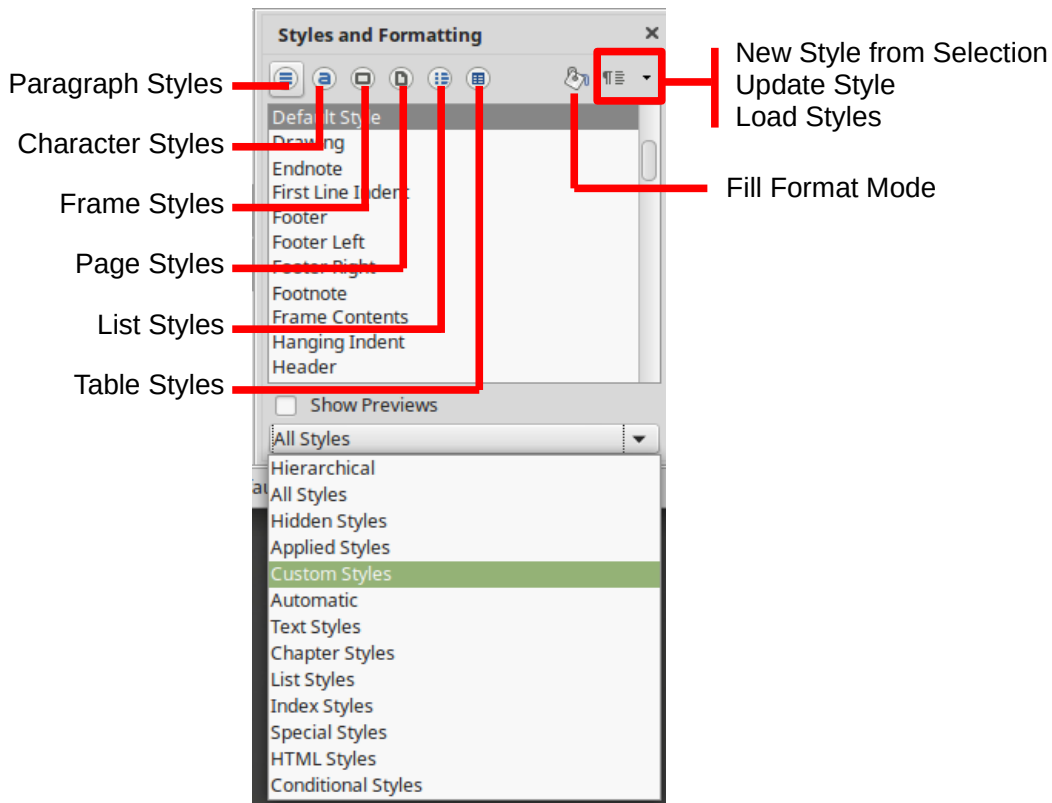 Styles and Formatting
New Style from Selection
Update Style
Load Styles
Paragraph Styles
Character Styles
Frame Styles
Page Styles
List Styles
Table Styles
Fill Format Mode
Default Style
Drawing
Endnote
First Line Indent
Footer
Footer Left
Footer Right
Footnote
Frame Contents
Hanging Indent
Header
Show Previews
All Styles
Hierarchical
All Styles
Hidden Styles
Applied Styles
Custom Styles
Automatic
Text Styles
Chapter Styles
List Styles
Index Styles
Special Styles
HTML Styles
Conditional Styles